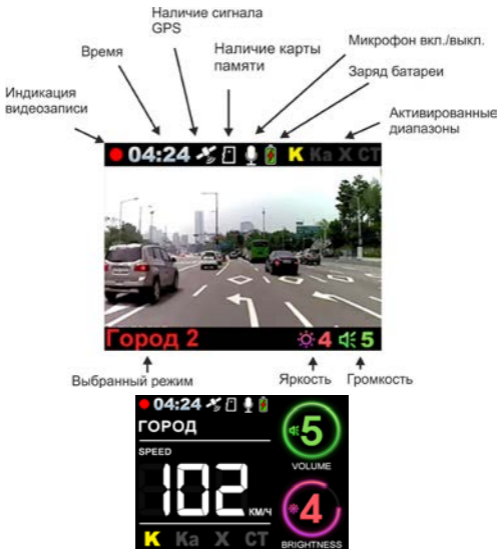 Наличие сигнала
GPS
Время
Наличие карты
памяти
Микрофон вкл./выкл.
Заряд батареи
Индикация
видеозаписи
Активированные
диапазоны
04:24 K Ka X CT
Город 2 4 5
Выбранный режим Яркость Громкость
04:24
ГОРОД
5
SPEED
VOLUME
102 КМ/Ч
4
K Ka X CT
BRIGHTNESS